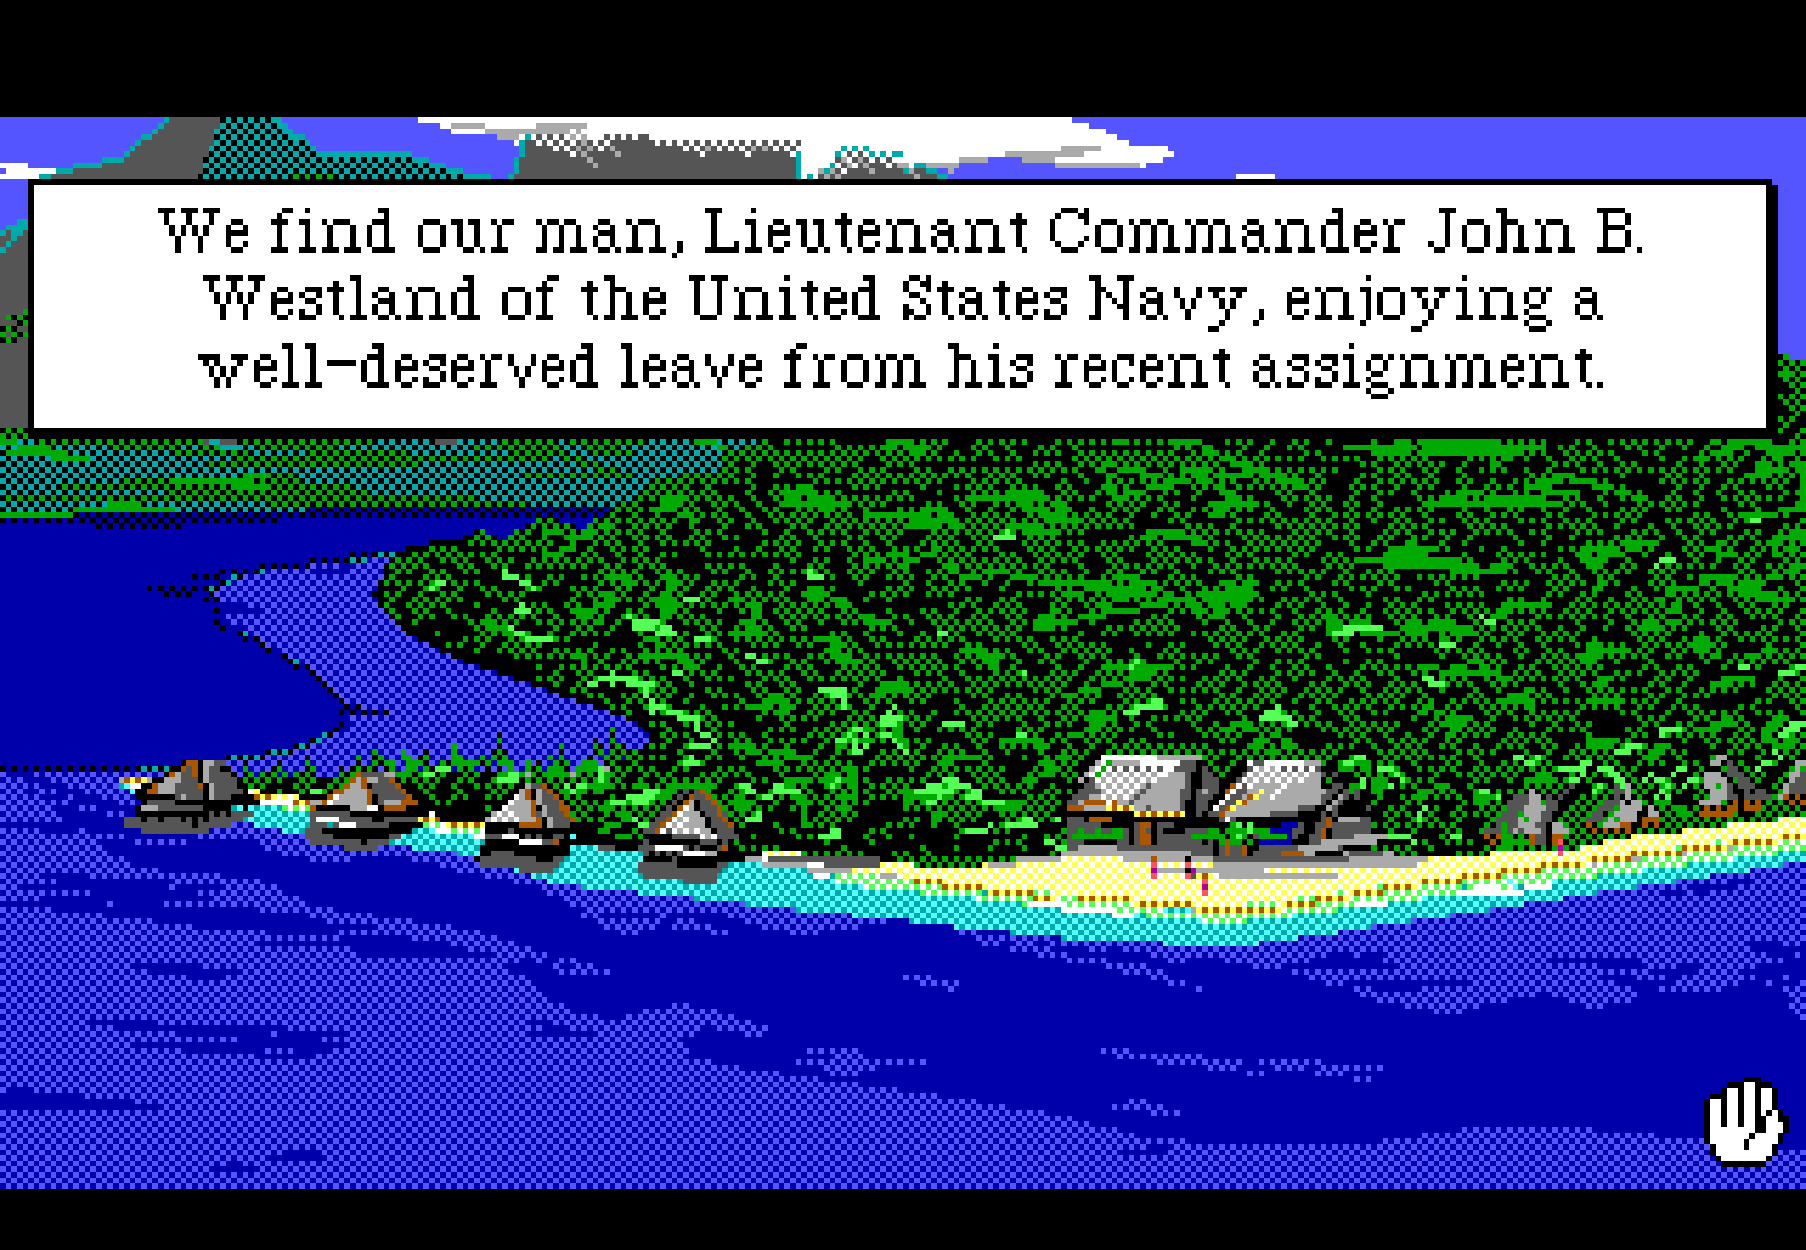 We find our man, Lieutenant Commander John B.
Westland of the United States Navy, enjoying a
well-deserved leave from his recent assignment.